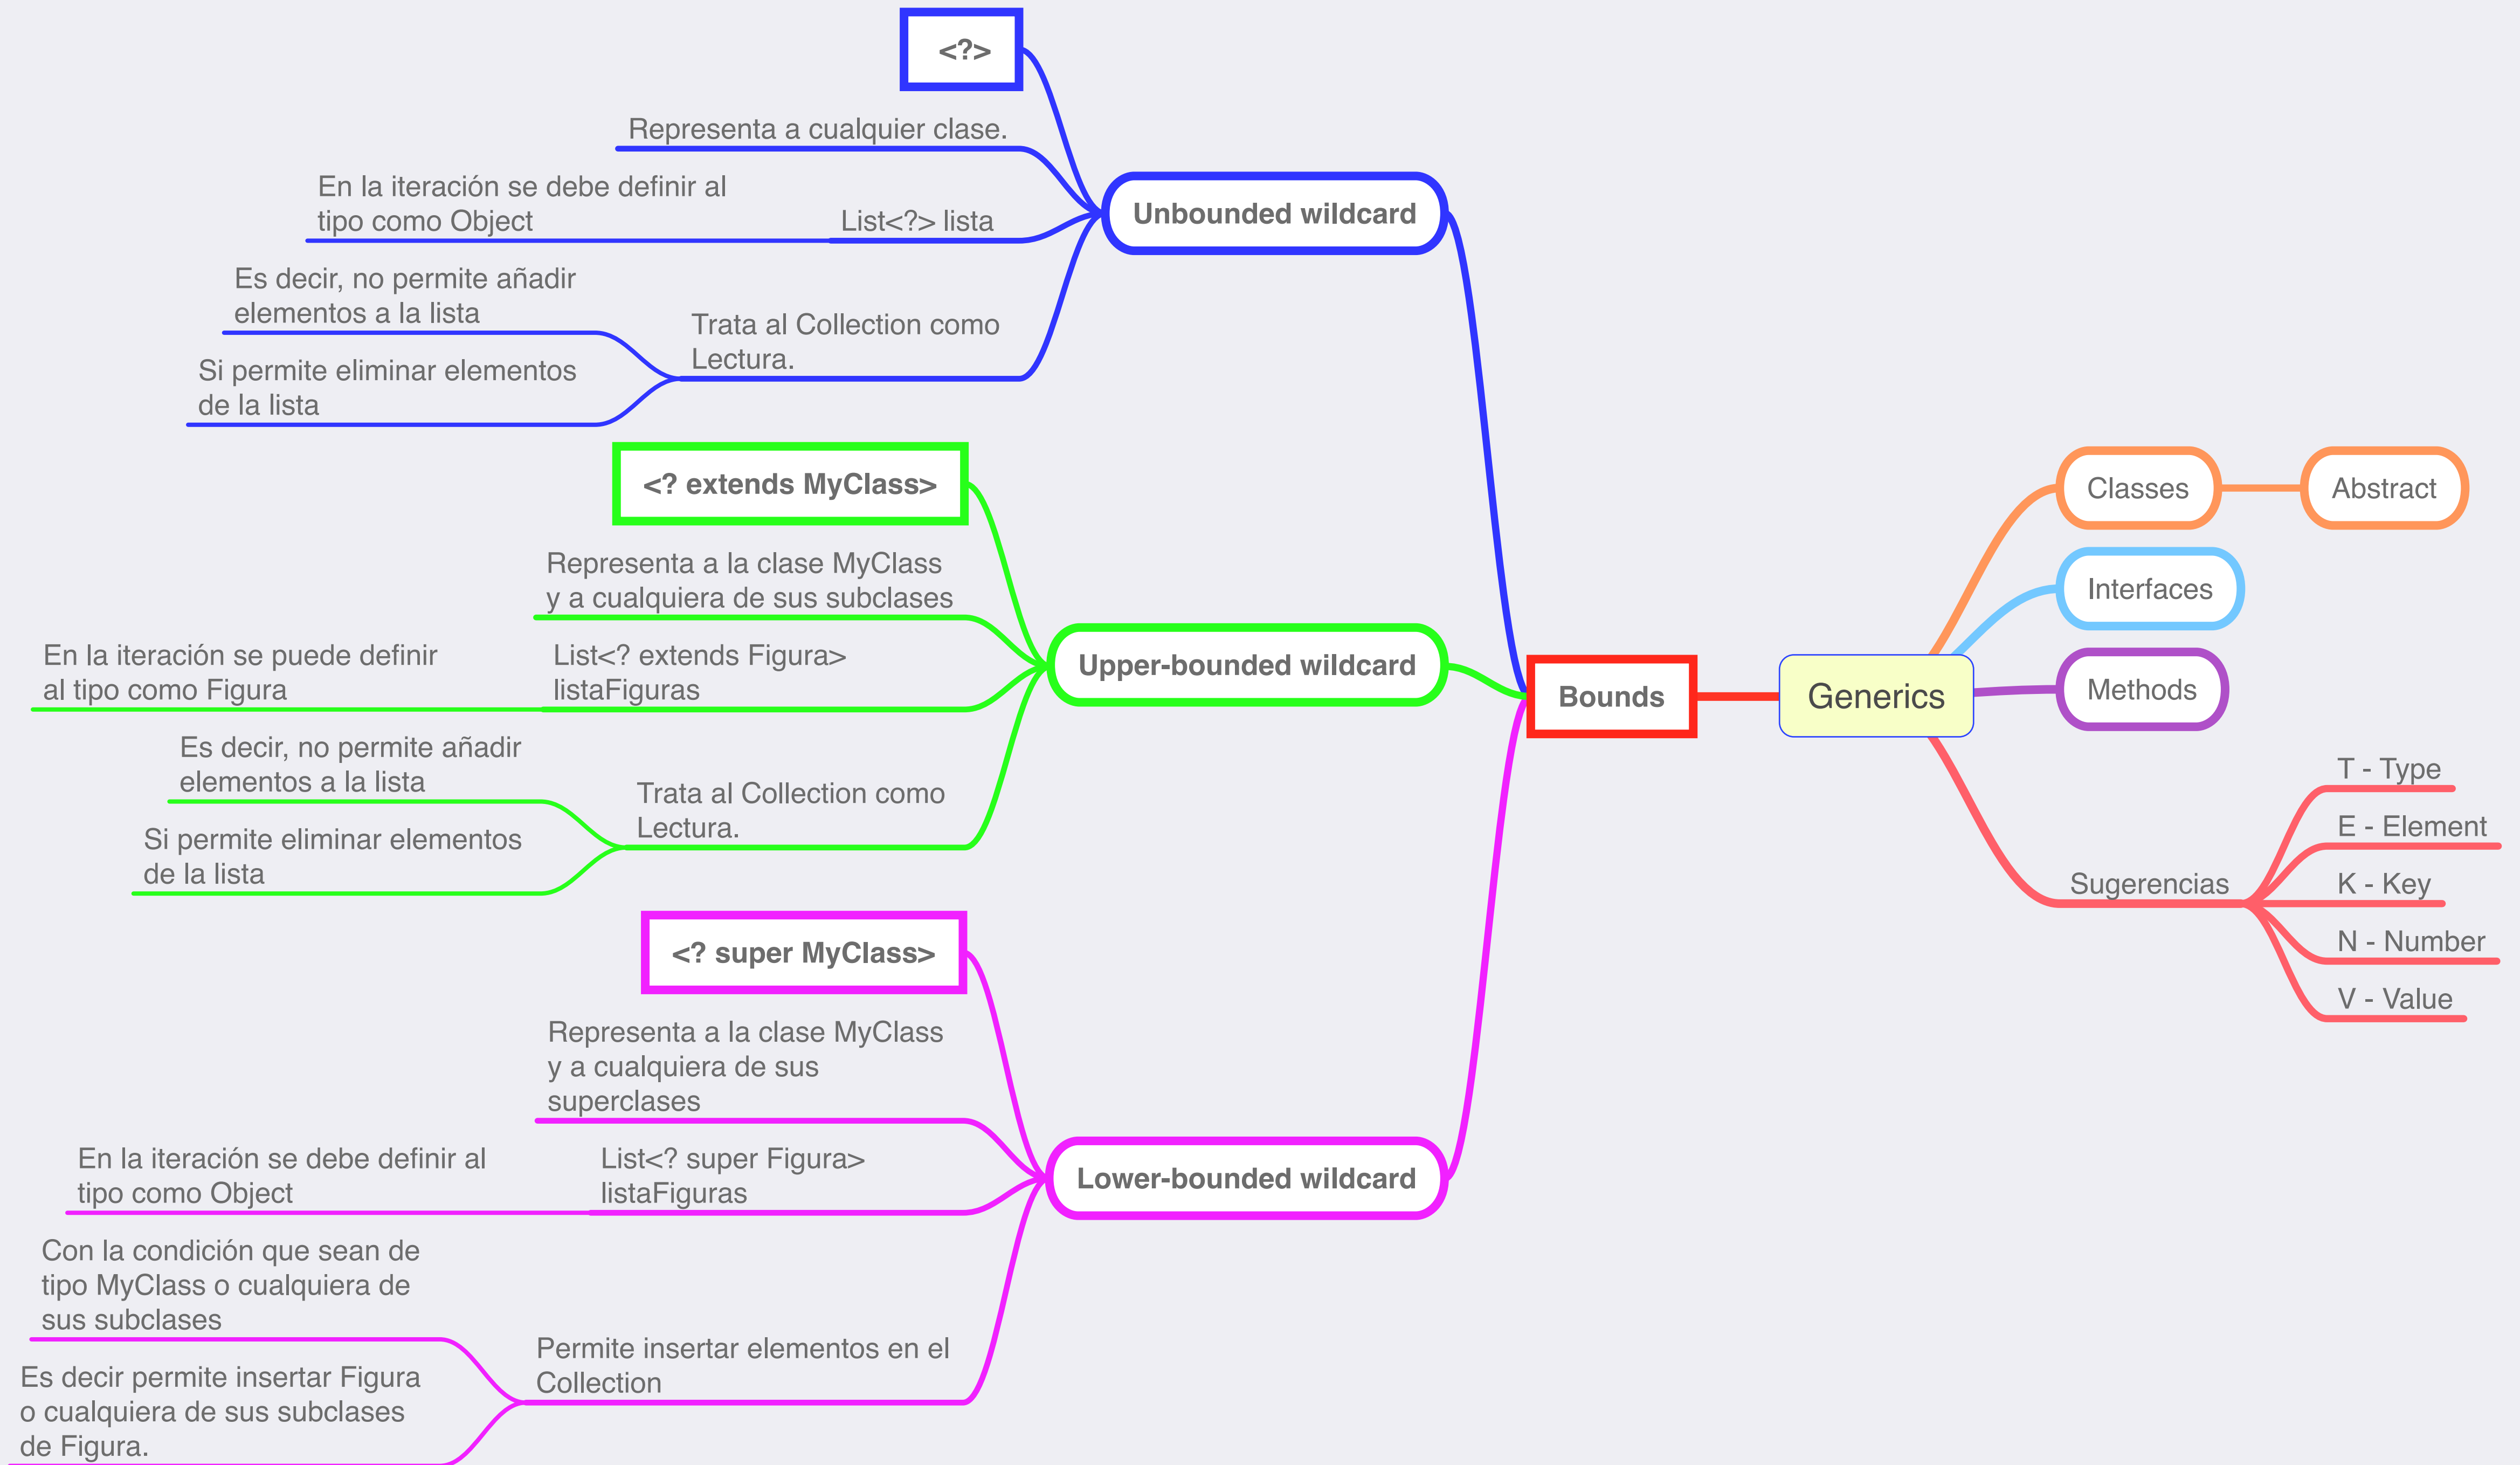 <?>
Representa a cualquier clase.
En la iteración se debe definir al
tipo como Object
List<?> lista
Es decir, no permite añadir
elementos a la lista
Si permite eliminar elementos
de la lista
Trata al Collection como
Lectura.
Unbounded wildcard
<? extends MyClass>
Representa a la clase MyClass
y a cualquiera de sus subclases
En la iteración se puede definir
al tipo como Figura
List<? extends Figura>
listaFiguras
Es decir, no permite añadir
elementos a la lista
Si permite eliminar elementos
de la lista
Trata al Collection como
Lectura.
Upper-bounded wildcard
<? super MyClass>
Representa a la clase MyClass
y a cualquiera de sus
superclases
En la iteración se debe definir al
tipo como Object
List<? super Figura>
listaFiguras
Con la condición que sean de
tipo MyClass o cualquiera de
sus subclases
Es decir permite insertar Figura
o cualquiera de sus subclases
de Figura.
Permite insertar elementos en el
Collection
Lower-bounded wildcard
Bounds
Generics
Classes
Abstract
Interfaces
Methods
Sugerencias
T - Type
E - Element
K - Key
N - Number
V - Value